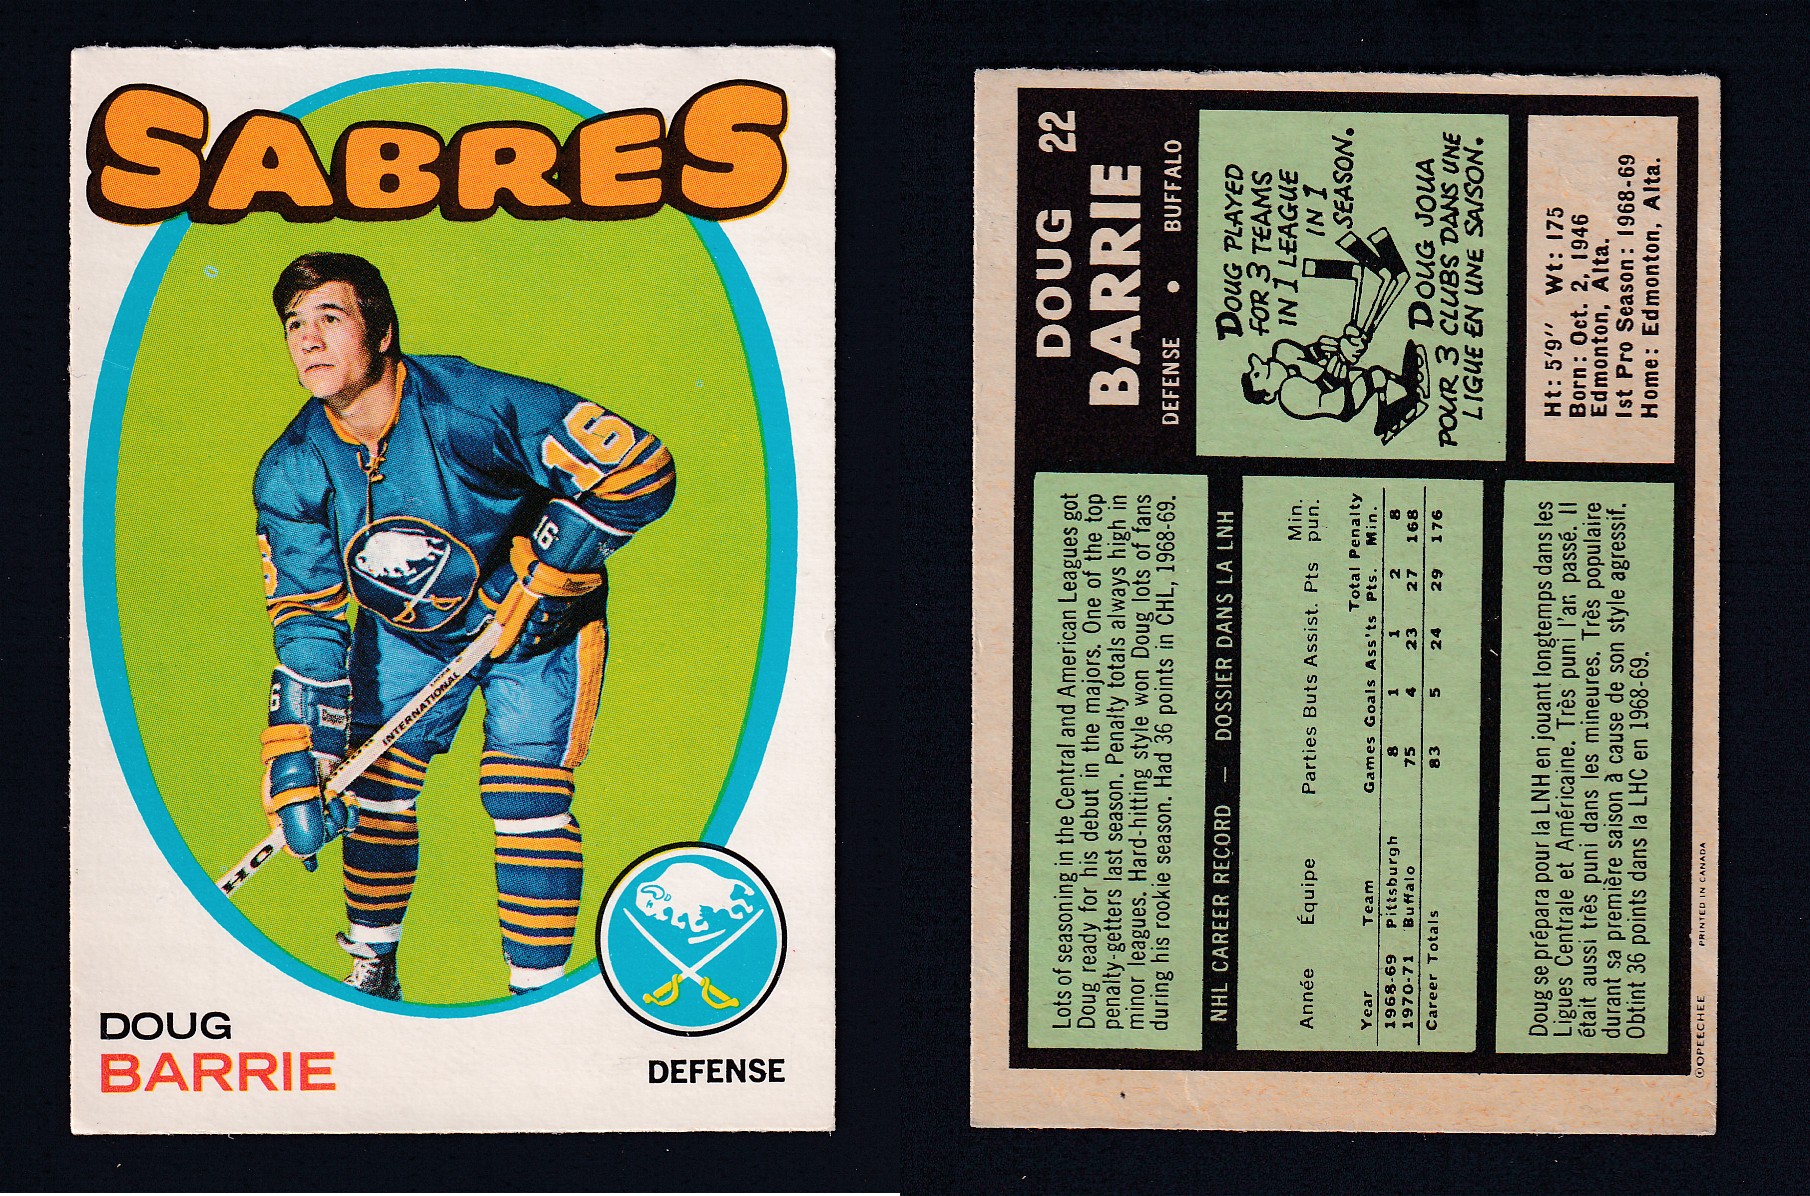 SABRES
16
16
6
INTERNATIONAL
OHO
DOUG
BARRIE
DEFENSE
22
DOUG
BARRIE
DEFENSE • BUFFALO
DOUG PLAYED
FOR 3 TEAMS
IN 1 LEAGUE
IN 1
SEASON.
DOUG JOUA
POUR 3 CLUBS DANS UNE
LIGUE EN UNE SAISON.
Ht: 5'9" Wt: 175
Born: Oct. 2, 1946
Edmonton, Alta.
1st Pro Season: 1968-69
Home: Edmonton, Alta.
Lots of seasoning in the Central and American Leagues got
Doug ready for his debut in the majors. One of the top
penalty-getters last season. Penalty totals always high in
minor leagues. Hard-hitting style won Doug lots of fans
during his rookie season. Had 36 points in CHL, 1968-69.
NHL CAREER RECORD — DOSSIER DANS LA LNH
Année Équipe Parties Buts Assist. Pts Min. pun.
Year Team Games Goals Ass'ts Total Pts. Penalty Min.
1968-69 Pittsburgh 8 1 1 2 8
1970-71 Buffalo 75 4 23 27 168
Career Totals 83 5 24 29 176
Doug se prépara pour la LNH en jouant longtemps dans les
Ligues Centrale et Américaine. Très puni l'an passé. Il
était aussi très puni dans les mineures. Très populaire
durant sa première saison à cause de son style agressif.
Obtint 36 points dans la LHC en 1968-69.
©OPEECHEE PRINTED IN CANADA